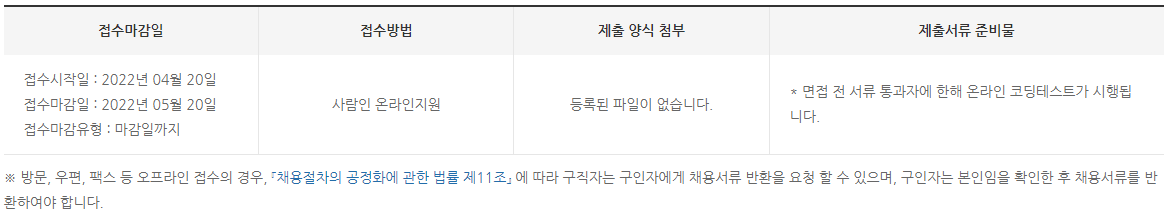 접수마감일 접수방법 제출 양식 첨부 제출서류 준비물
접수시작일 : 2022년 04월 20일
접수마감일 : 2022년 05월 20일
접수마감유형 : 마감일까지
사람인 온라인지원
등록된 파일이 없습니다.
* 면접 전 서류 통과자에 한해 온라인 코딩테스트가 시행됩
니다.
※ 방문, 우편, 팩스 등 오프라인 접수의 경우, 「채용절차의 공정화에 관한 법률 제11조」에 따라 구직자는 구인자에게 채용서류 반환을 요청 할 수 있으며, 구인자는 본인임을 확인한 후 채용서류를 반
환하여야 합니다.